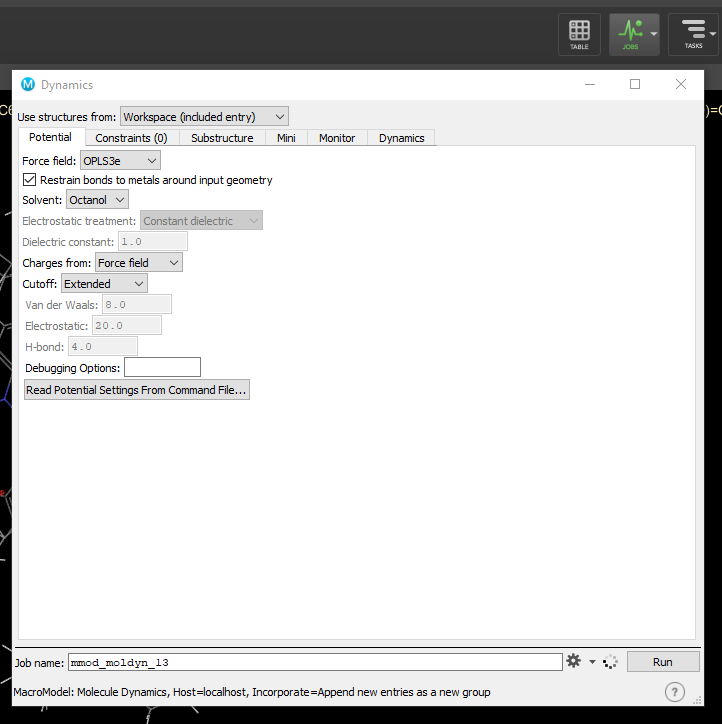 TABLE
JOBS
TASKS
M Dynamics
C6
)=C
Use structures from: Workspace (included entry)
Potential Constraints (0) Substructure Mini Monitor Dynamics
Force field: OPLS3e
Restrain bonds to metals around input geometry
Solvent: Octanol
Electrostatic treatment: Constant dielectric
Dielectric constant: 1.0
Charges from: Force field
Cutoff: Extended
Van der Waals: 8.0
Electrostatic: 20.0
H-bond: 4.0
Debugging Options:
Read Potential Settings From Command File...
Job name: mmod_moldyn_13 Run
MacroModel: Molecule Dynamics, Host=localhost, Incorporate=Append new entries as a new group ?